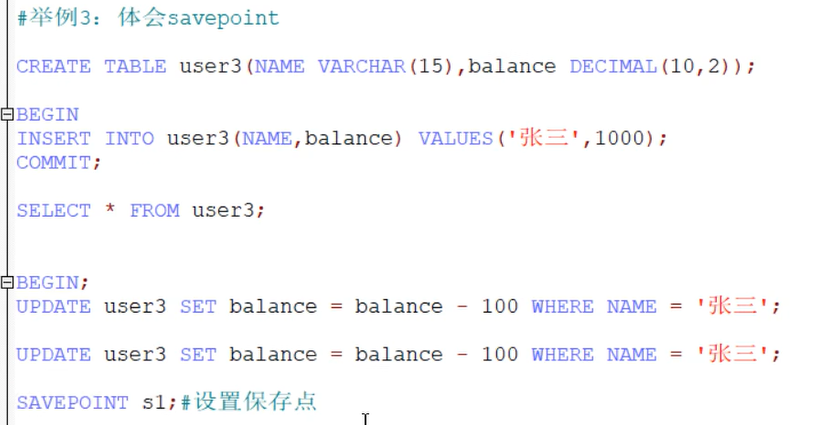 #举例3：体会savepoint
CREATE TABLE user3(NAME VARCHAR(15),balance DECIMAL(10,2));
BEGIN
INSERT INTO user3(NAME,balance) VALUES('张三',1000);
COMMIT;
SELECT * FROM user3;
BEGIN;
UPDATE user3 SET balance = balance - 100 WHERE NAME = '张三';
UPDATE user3 SET balance = balance - 100 WHERE NAME = '张三';
SAVEPOINT s1;#设置保存点